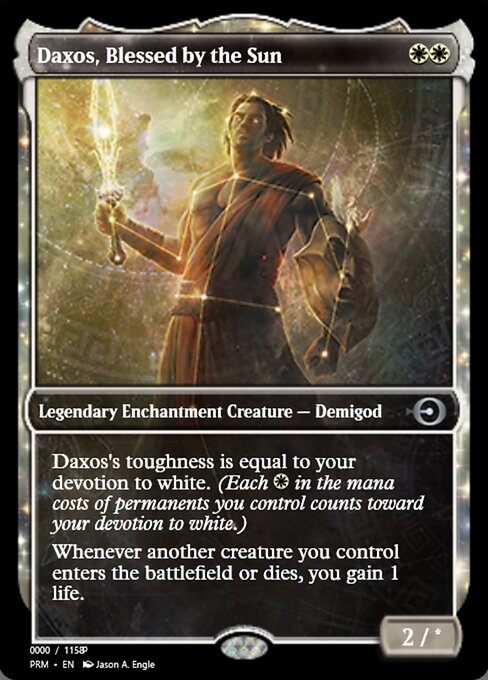 Daxos, Blessed by the Sun
Legendary Enchantment Creature — Demigod
Daxos's toughness is equal to your
devotion to white. (Each in the mana
costs of permanents you control counts toward
your devotion to white.)
Whenever another creature you control
enters the battlefield or dies, you gain 1
life.
2 / *
0000 / 1158P
PRM • EN Jason A. Engle